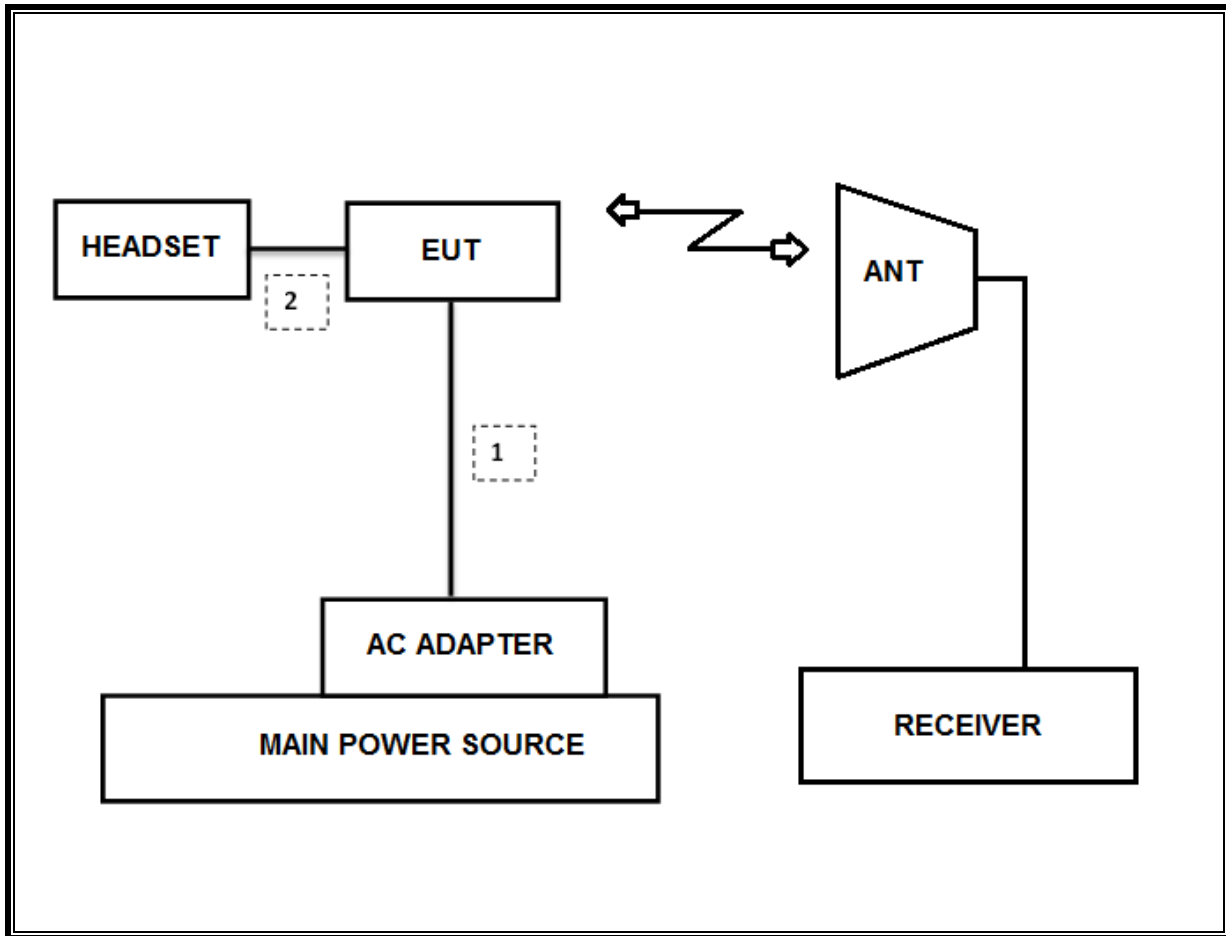 HEADSET
EUT
ANT
2
1
AC ADAPTER
MAIN POWER SOURCE
RECEIVER